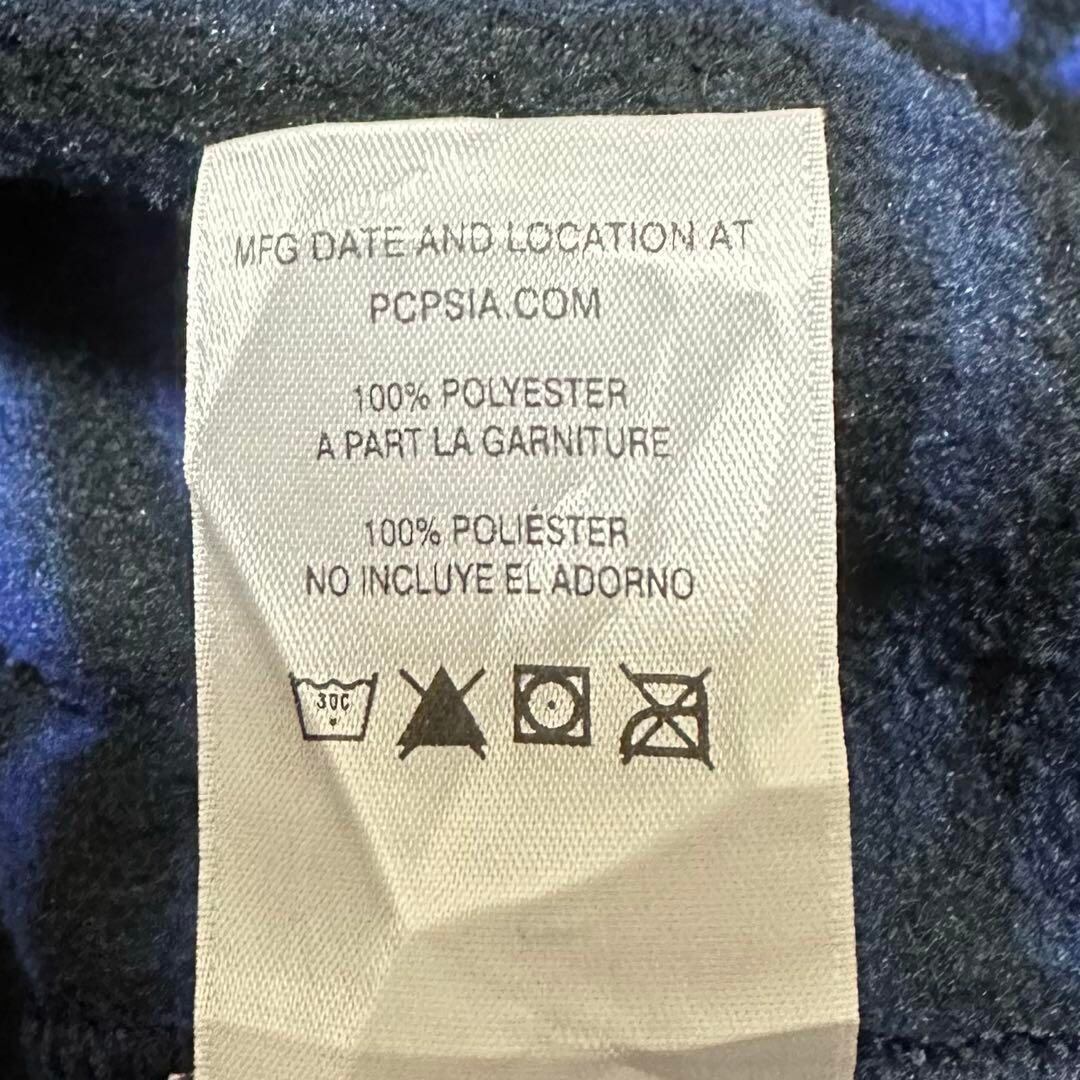 MFG DATE AND LOCATION AT
PCPSIA.COM
100% POLYESTER
A PART LA GARNITURE
100% POLIÉSTER
NO INCLUYE EL ADORNO
30C